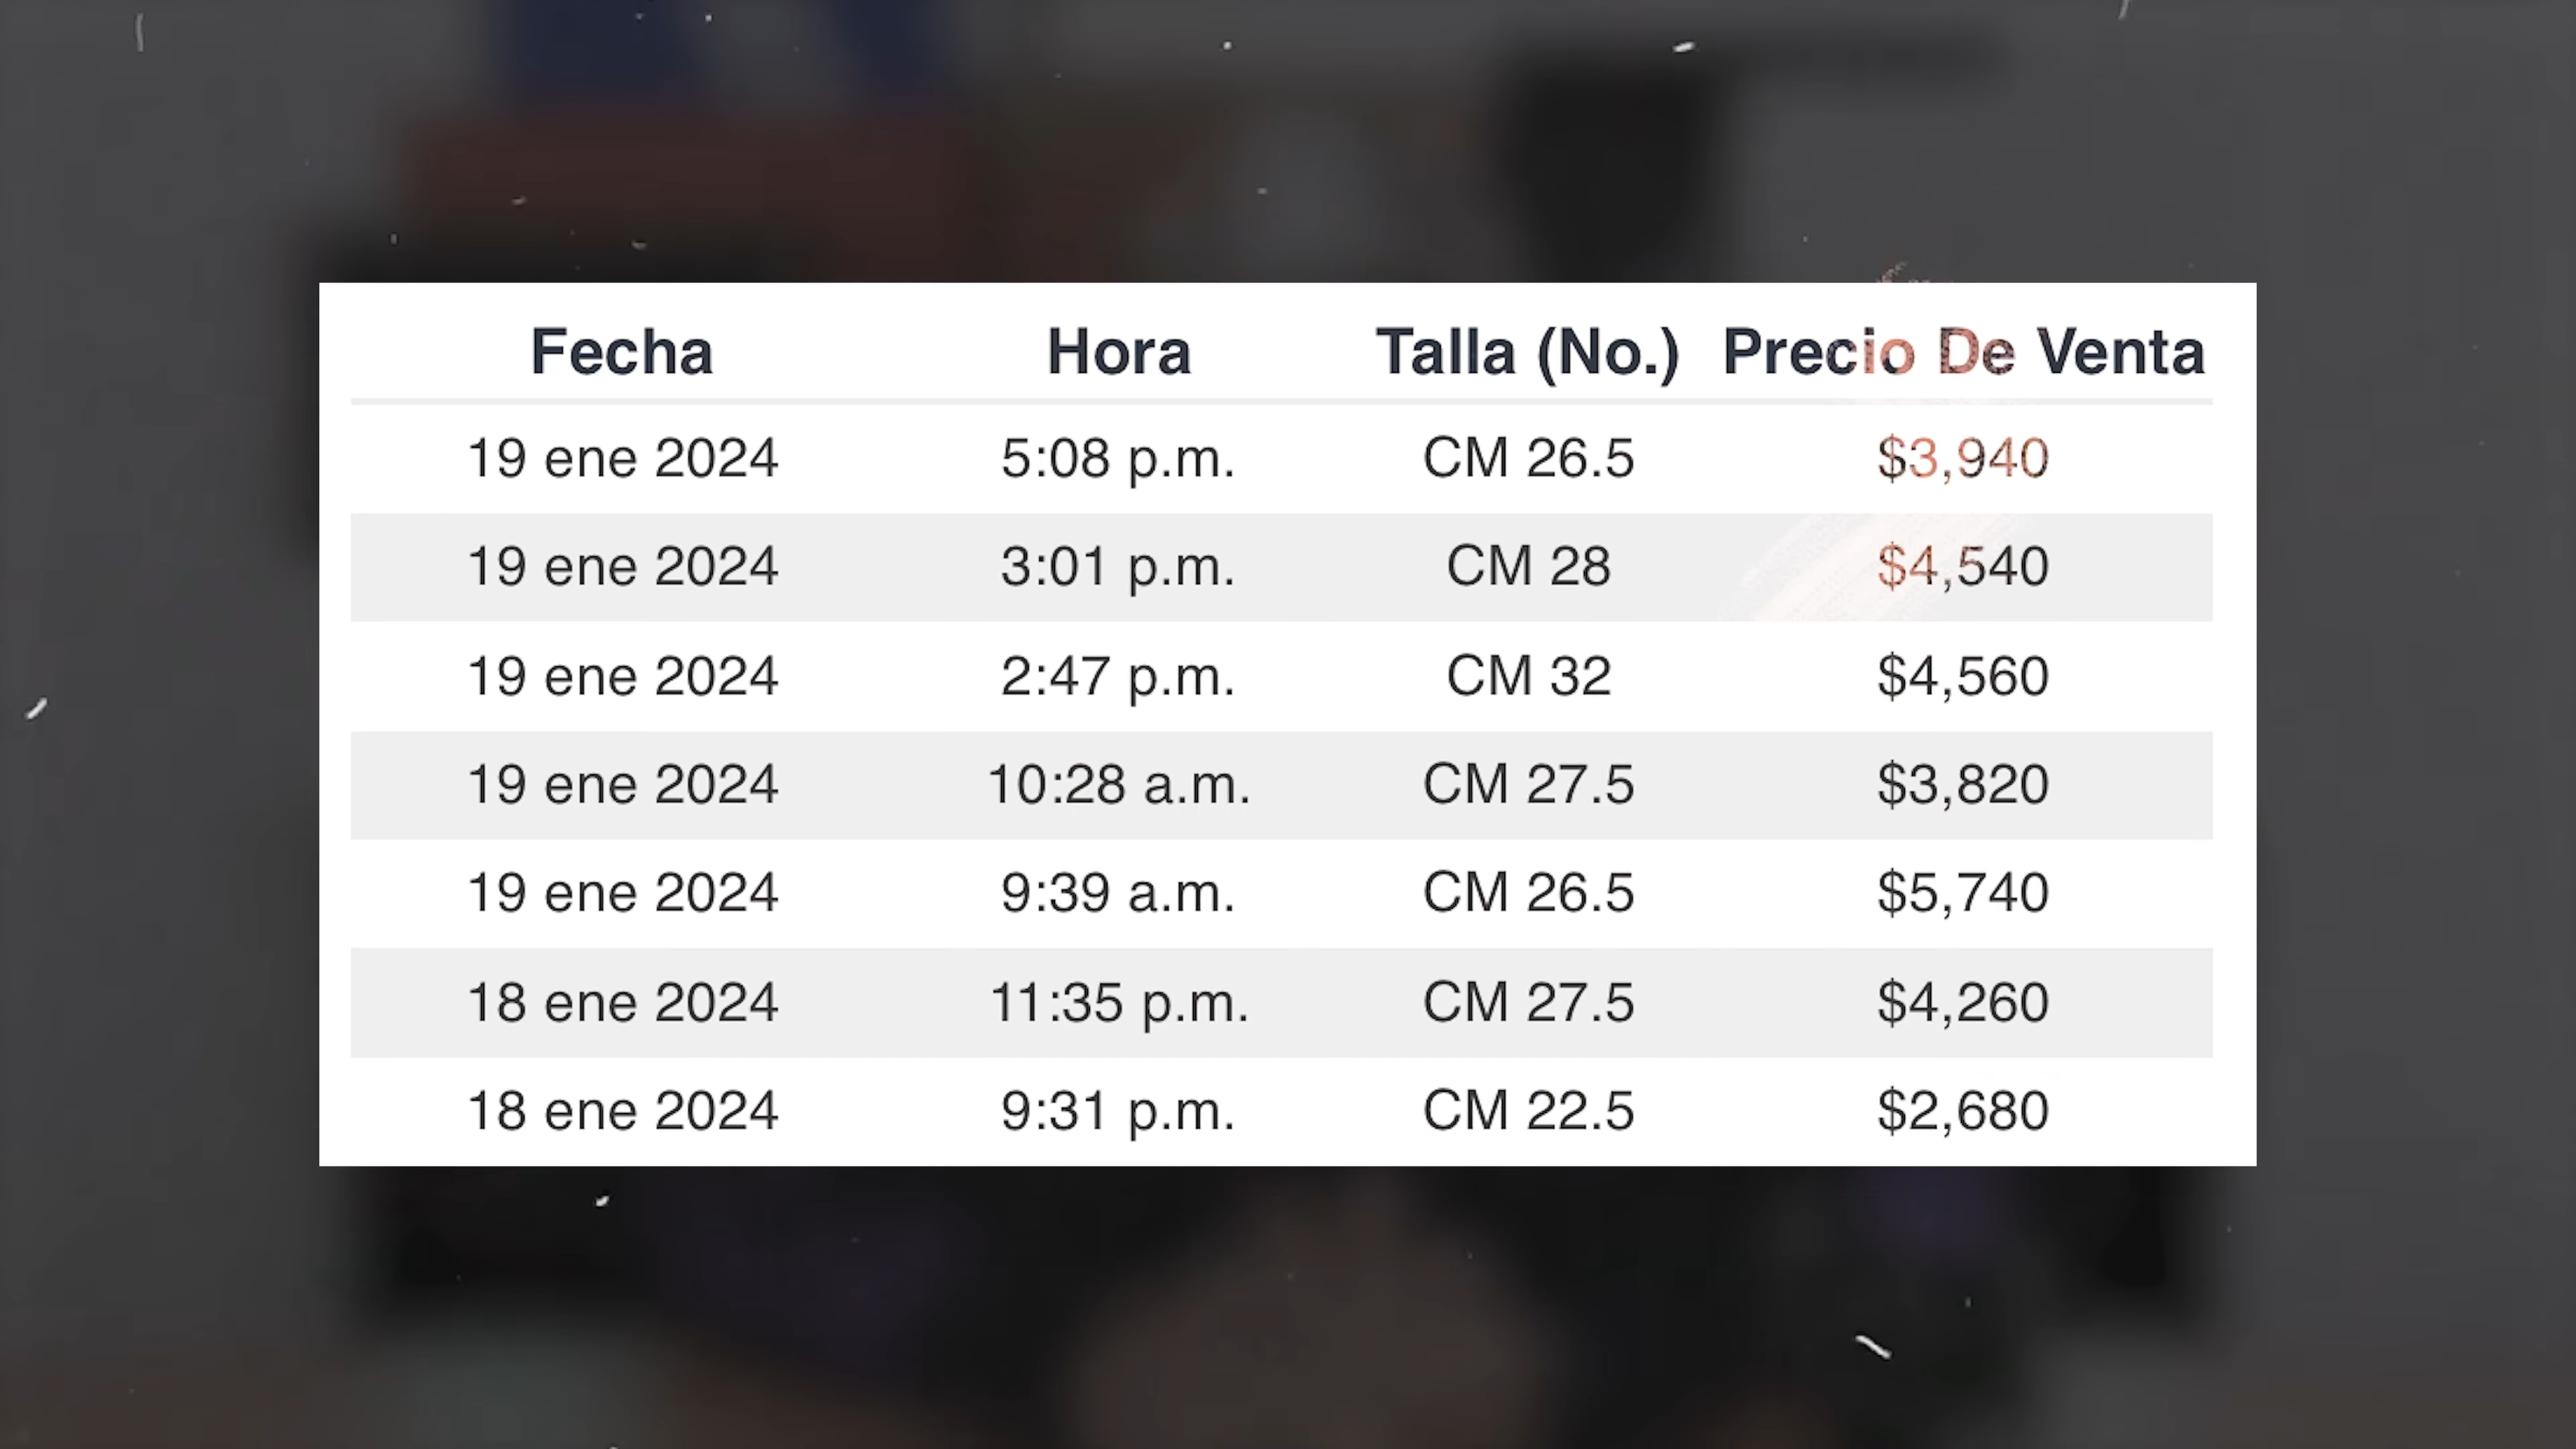 Fecha Hora Talla (No.) Precio De Venta
19 ene 2024 5:08 p.m. CM 26.5 $3,940
19 ene 2024 3:01 p.m. CM 28 $4,540
19 ene 2024 2:47 p.m. CM 32 $4,560
19 ene 2024 10:28 a.m. CM 27.5 $3,820
19 ene 2024 9:39 a.m. CM 26.5 $5,740
18 ene 2024 11:35 p.m. CM 27.5 $4,260
18 ene 2024 9:31 p.m. CM 22.5 $2,680